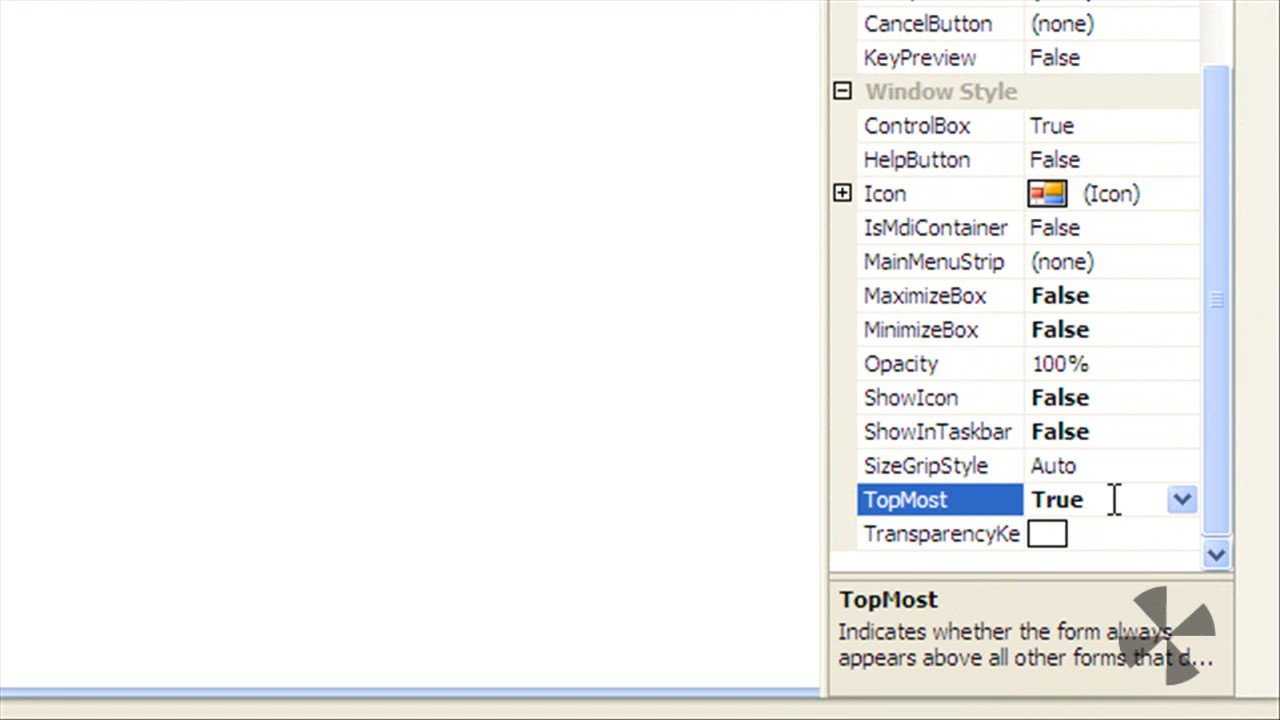 CancelButton (none)
KeyPreview False
Window Style
ControlBox True
HelpButton False
Icon (Icon)
IsMdiContainer False
MainMenuStrip (none)
MaximizeBox False
MinimizeBox False
Opacity 100%
ShowIcon False
ShowInTaskbar False
SizeGripStyle Auto
TopMost True
TransparencyKe
TopMost
Indicates whether the form always
appears above all other forms that d...